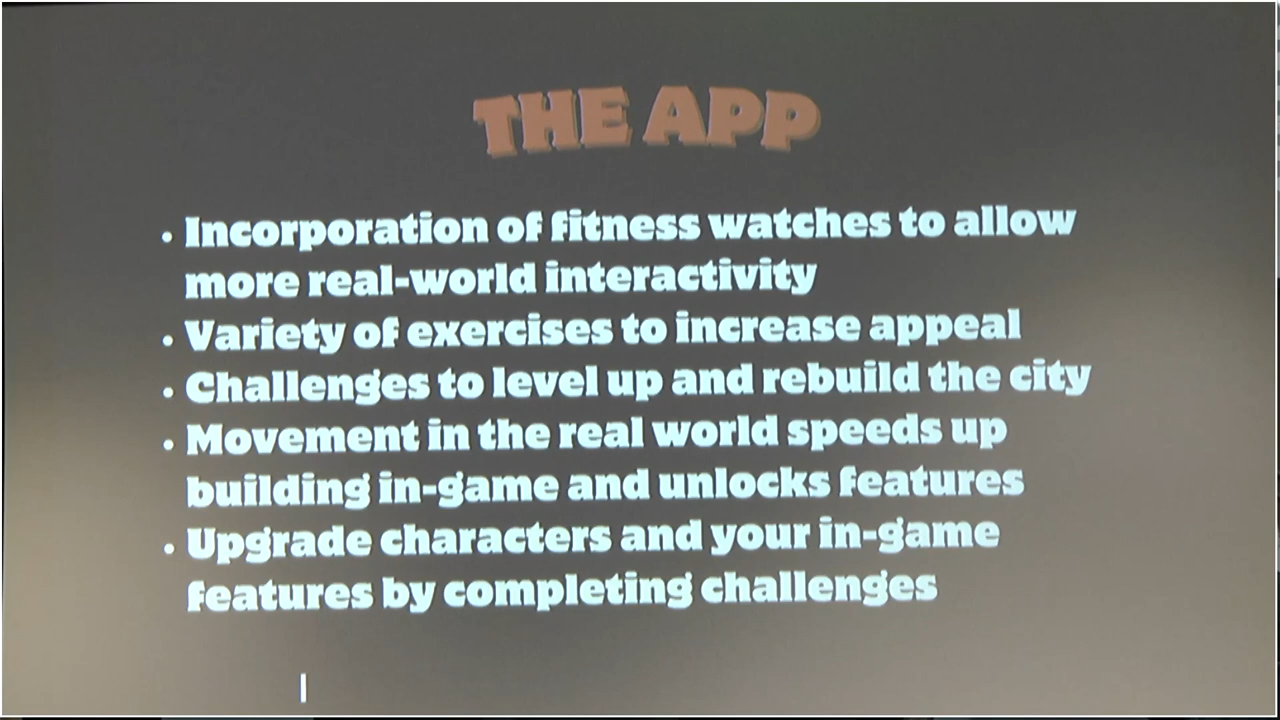 THE APP
• Incorporation of fitness watches to allow
more real-world interactivity
• Variety of exercises to increase appeal
• Challenges to level up and rebuild the city
• Movement in the real world speeds up
building in-game and unlocks features
• Upgrade characters and your in-game
features by completing challenges